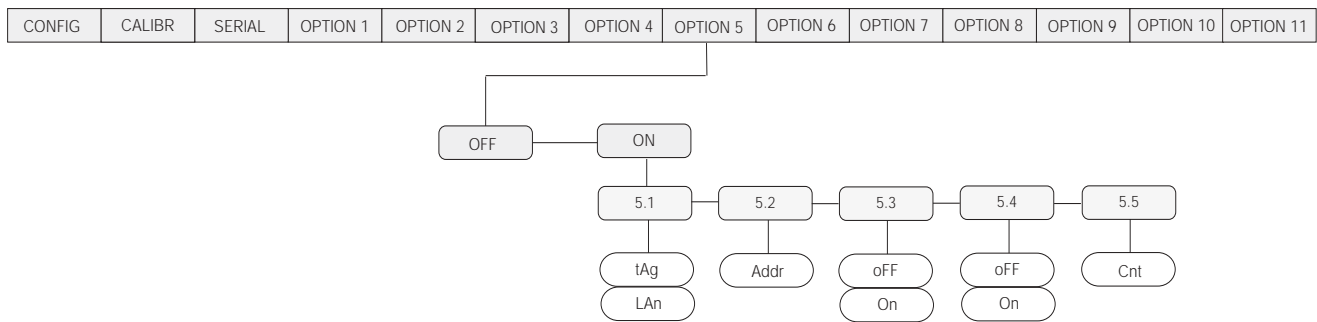 CONFIG CALIBR SERIAL OPTION 1 OPTION 2 OPTION 3 OPTION 4 OPTION 5 OPTION 6 OPTION 7 OPTION 8 OPTION 9 OPTION 10 OPTION 11
OFF ON
5.1 5.2 5.3 5.4 5.5
tAg Addr oFF oFF Cnt
LAn On On